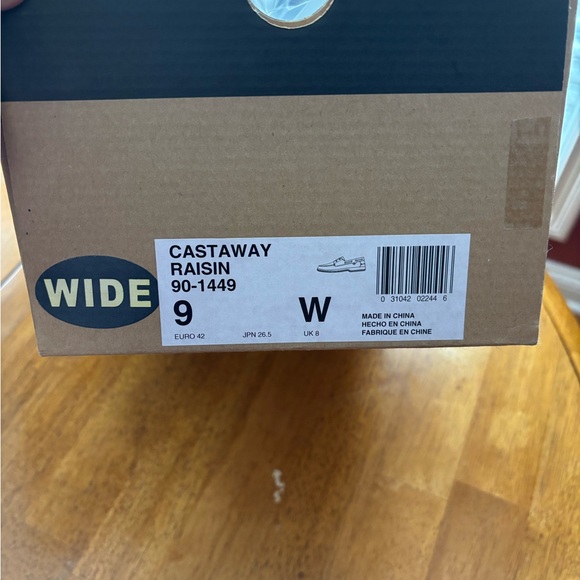 WIDE
CASTAWAY
RAISIN
90-1449
9 W
EURO 42 JPN 26.5 UK 8
0 31042 02244 6
MADE IN CHINA
HECHO EN CHINA
FABRIQUE EN CHINE